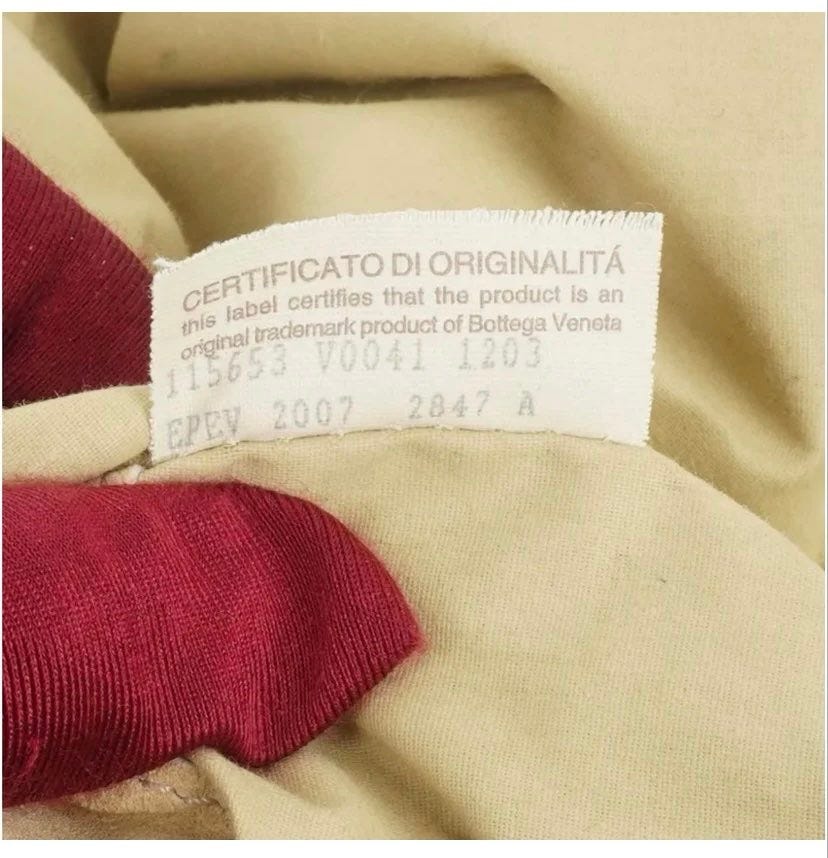 CERTIFICATO DI ORIGINALITÁ
this label certifies that the product is an
original trademark product of Bottega Veneta
115653 V0041 1203
EPEV 2007 2847 A